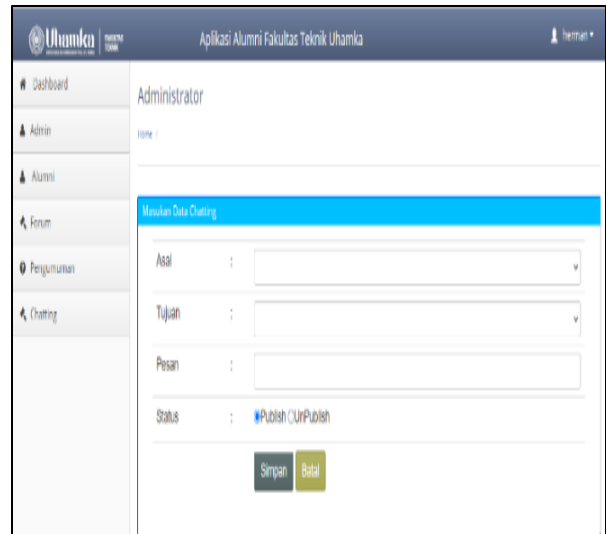 Uhamka
Aplikasi Alumni Fakultas Teknik Uhamka
herman
Dashboard
Admin
Alumni
Forum
Pengumuman
Chatting
Administrator
Home /
Masukan Data Chatting
Asal :
Tujuan :
Pesan :
Status : Publish UnPublish
Simpan Batal